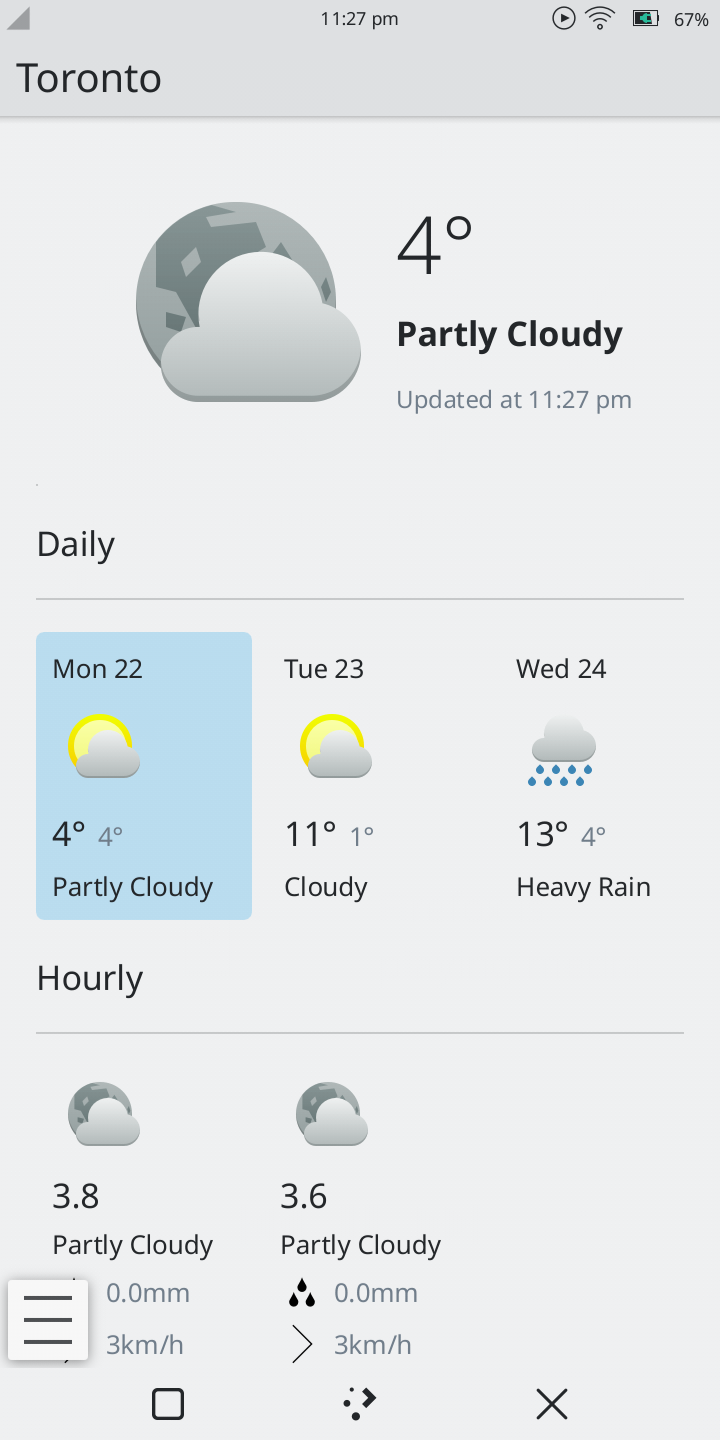 11:27 pm 67%
Toronto
4°
Partly Cloudy
Updated at 11:27 pm
Daily
Mon 22 Tue 23 Wed 24
4° 4° 11° 1° 13° 4°
Partly Cloudy Cloudy Heavy Rain
Hourly
3.8 3.6
Partly Cloudy Partly Cloudy
0.0mm 0.0mm
3km/h 3km/h